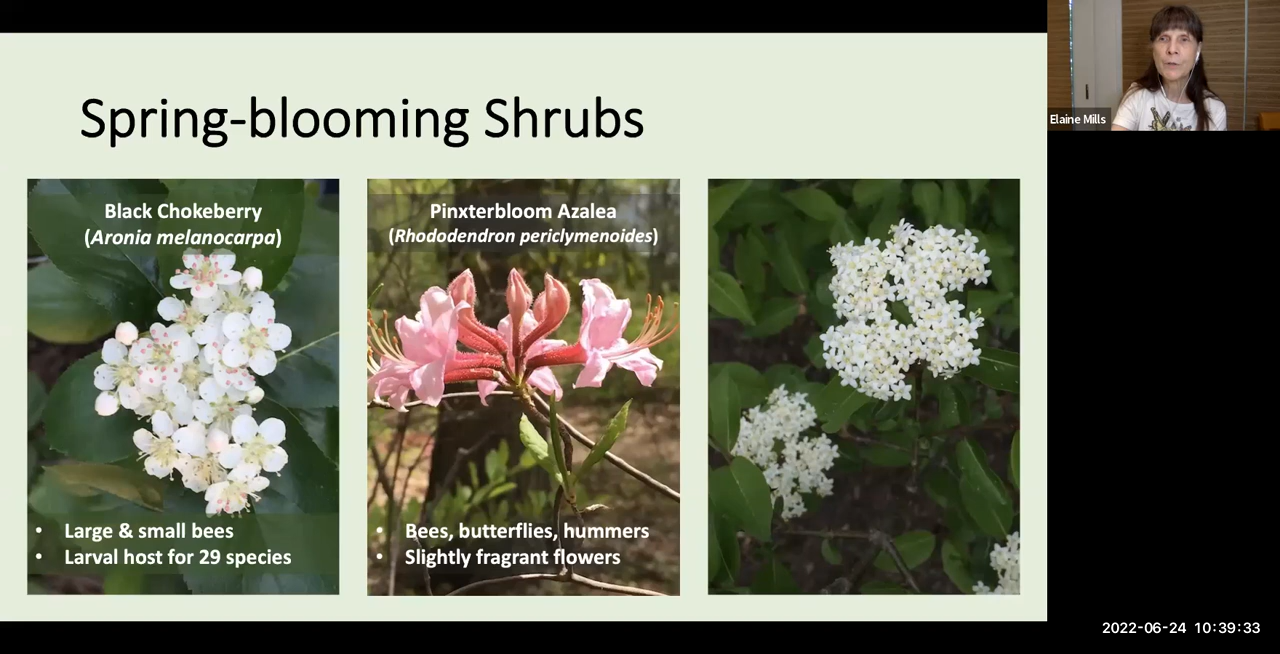 Spring-blooming Shrubs
Black Chokeberry
(Aronia melanocarpa)
• Large & small bees
• Larval host for 29 species
Pinxterbloom Azalea
(Rhododendron periclymenoides)
• Bees, butterflies, hummers
• Slightly fragrant flowers
Elaine Mills
2022-06-24 10:39:33